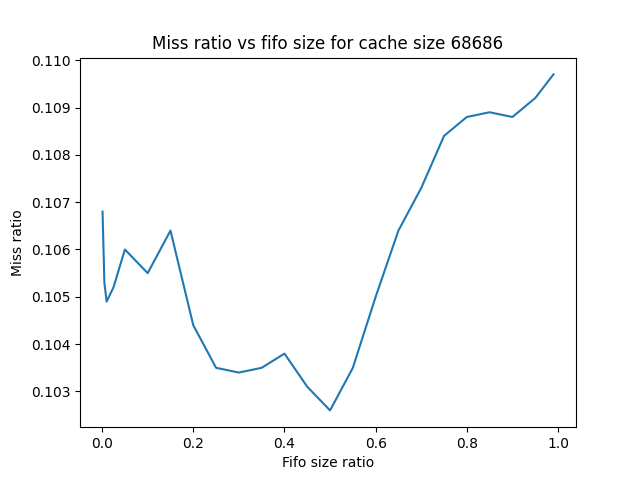 Miss ratio vs fifo size for cache size 68686
0.110
0.109
0.108
0.107
0.106
0.105
0.104
0.103
Miss ratio
0.0 0.2 0.4 0.6 0.8 1.0
Fifo size ratio